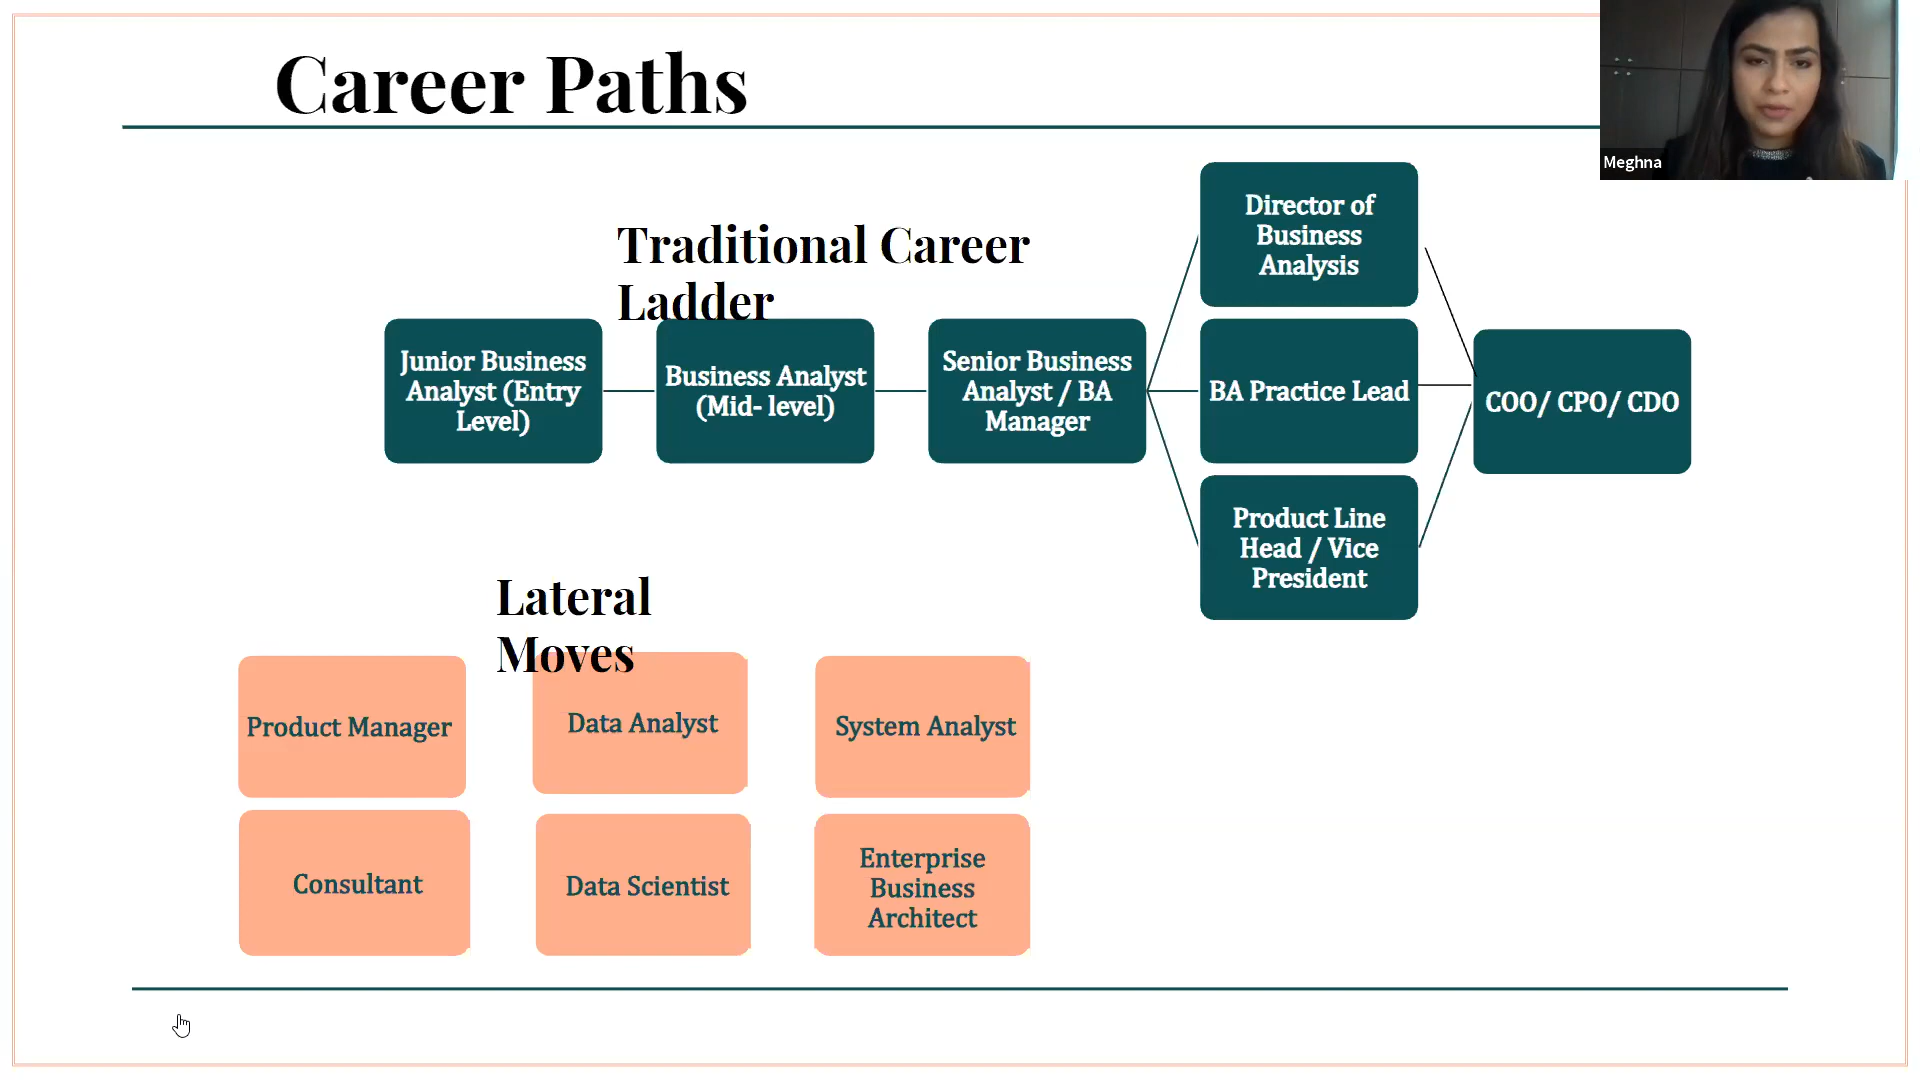 Career Paths
Meghna
Traditional Career
Ladder
Junior Business
Analyst (Entry
Level)
Business Analyst
(Mid- level)
Senior Business
Analyst / BA
Manager
Director of
Business
Analysis
BA Practice Lead
Product Line
Head / Vice
President
COO/ CPO/ CDO
Lateral
Moves
Product Manager
Data Analyst
System Analyst
Consultant
Data Scientist
Enterprise
Business
Architect